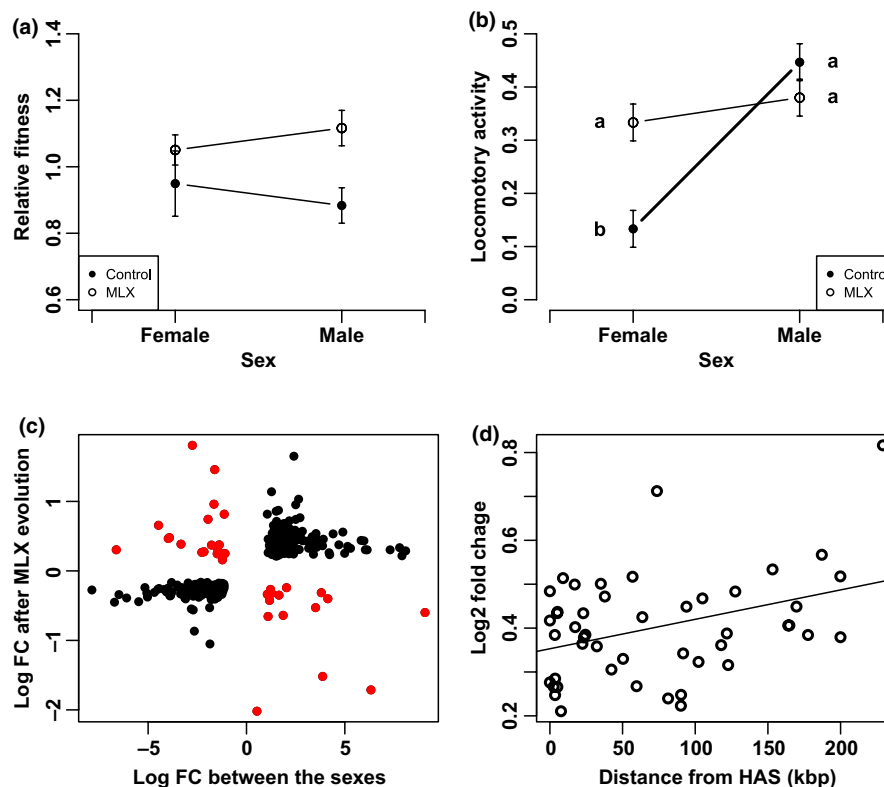 (a)
Relative fitness
1.4
1.2
1.0
0.8
0.6
Control
MLX
Female
Male
Sex
(b)
Locomotory activity
0.5
0.4
0.3
0.2
0.1
0.0
a
b
a
a
Control
MLX
Female
Male
Sex
(c)
Log FC after MLX evolution
1
0
−1
−2
−5
0
5
Log FC between the sexes
(d)
Log2 fold chage
0.8
0.6
0.4
0.2
0
50
100
150
200
Distance from HAS (kbp)